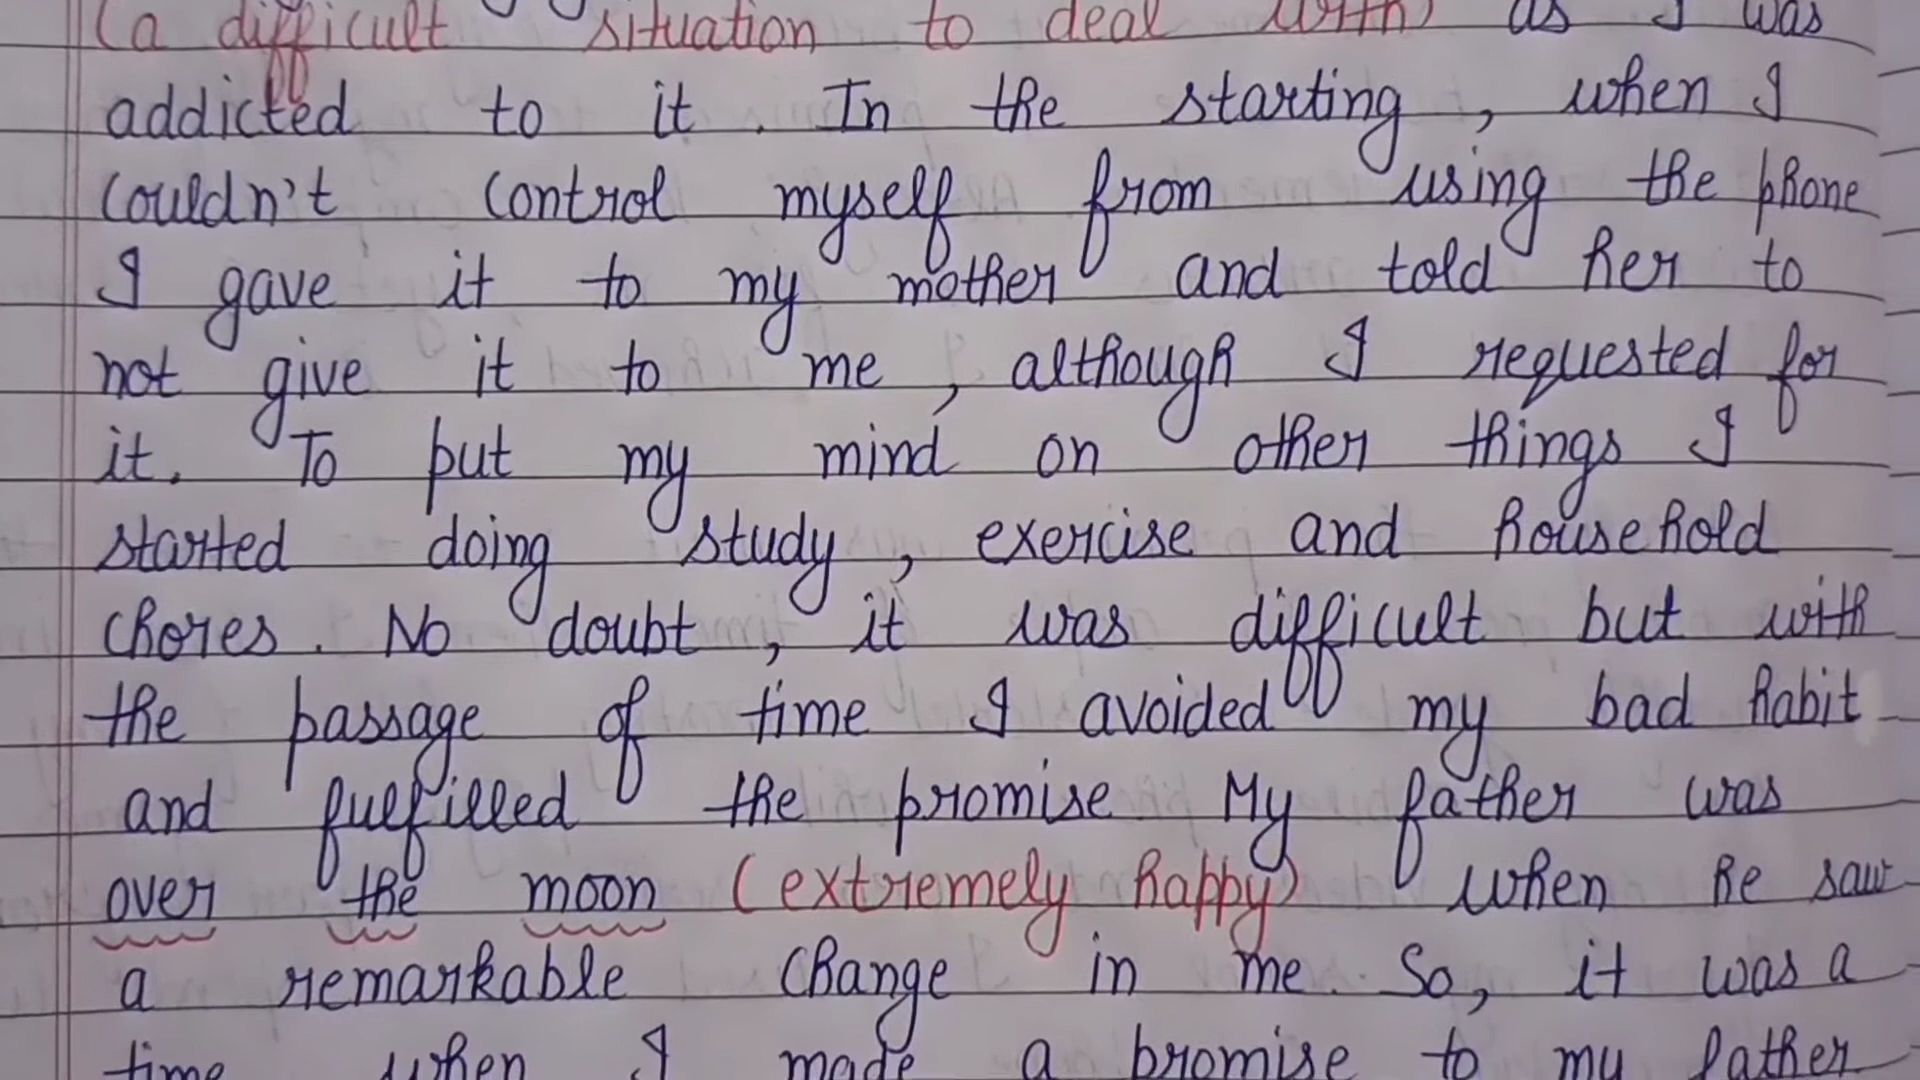 (a difficult situation to deal with) as I was
addicted to it. In the starting, when I
couldn't control myself from using the phone
I gave it to my mother and told her to
not give it to me, although I requested for
it. To put my mind on other things I
started doing study, exercise and household
chores. No doubt, it was difficult but with
the passage of time I avoided my bad habit
and fulfilled the promise My father was
over the moon (extremely happy) when he saw
a remarkable change in me. So, it was a
time when I made a promise to my father